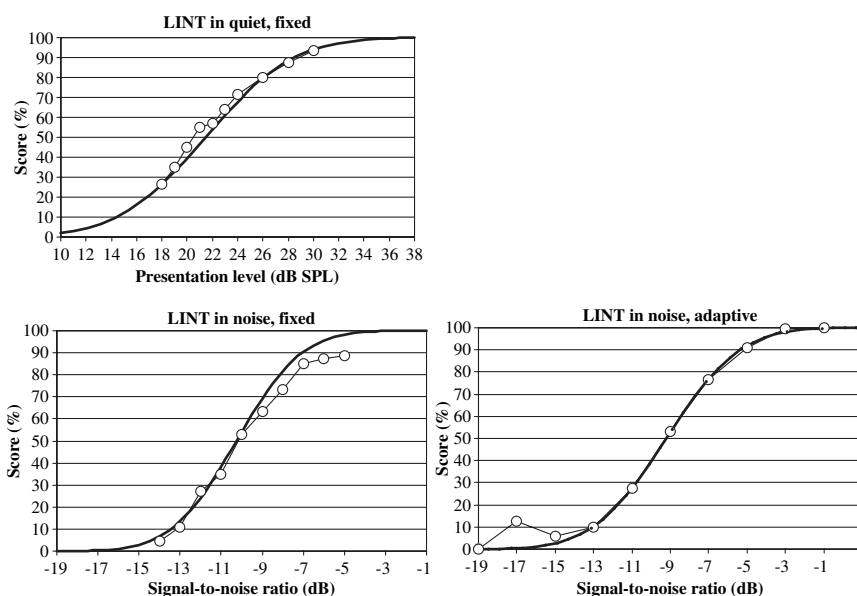 LINT in quiet, fixed
100
90
80
70
60
50
40
30
20
10
0
Score (%)
10 12 14 16 18 20 22 24 26 28 30 32 34 36 38
Presentation level (dB SPL)
LINT in noise, fixed
100
90
80
70
60
50
40
30
20
10
0
Score (%)
-19 -17 -15 -13 -11 -9 -7 -5 -3 -1
Signal-to-noise ratio (dB)
LINT in noise, adaptive
100
90
80
70
60
50
40
30
20
10
0
Score (%)
-19 -17 -15 -13 -11 -9 -7 -5 -3 -1
Signal-to-noise ratio (dB)